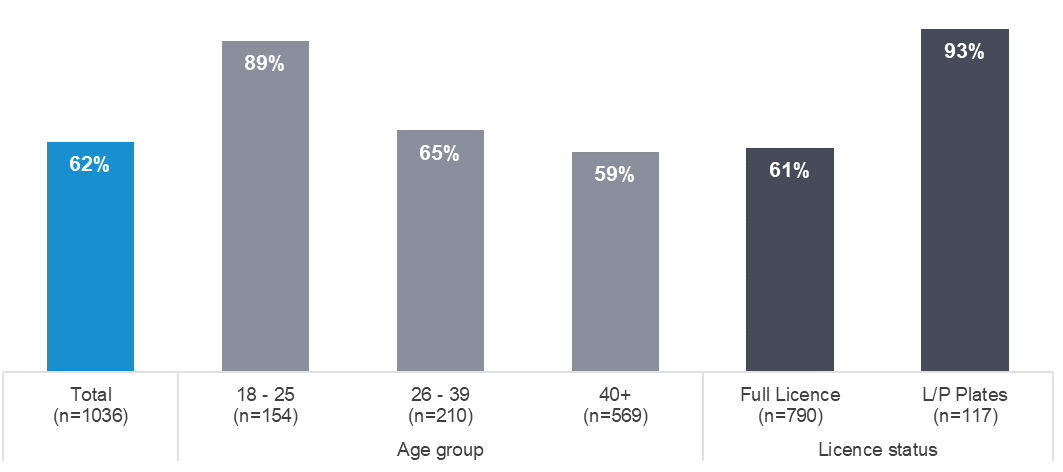 89%
93%
62%
65%
59%
61%
Total
(n=1036)
18 - 25
(n=154)
26 - 39
(n=210)
40+
(n=569)
Full Licence
(n=790)
L/P Plates
(n=117)
Age group
Licence status